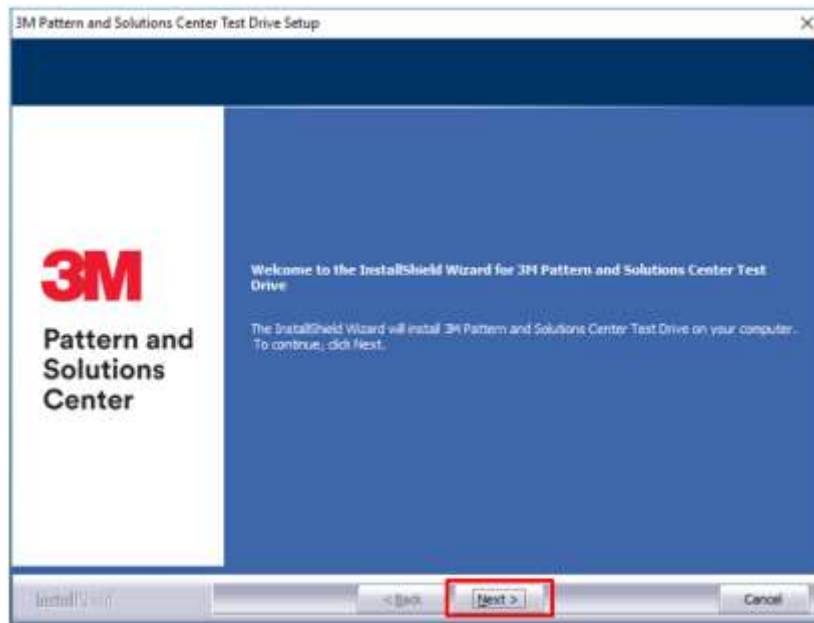 3M Pattern and Solutions Center Test Drive Setup
3M
Pattern and
Solutions
Center
Welcome to the InstallShield Wizard for 3M Pattern and Solutions Center Test
Drive
The InstallShield Wizard will install 3M Pattern and Solutions Center Test Drive on your computer.
To continue, click Next.
InstallShield
< Back
Next >
Cancel